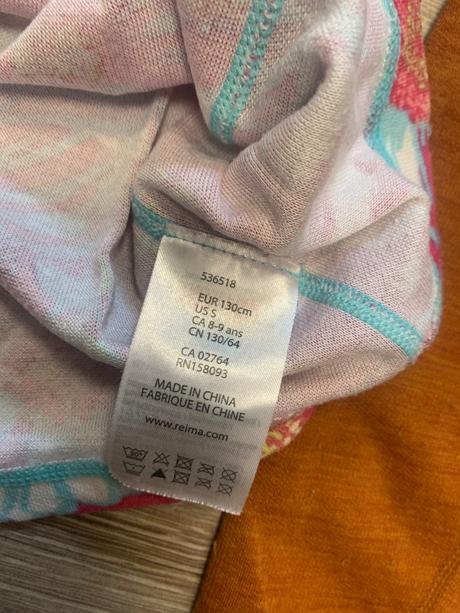 536518
EUR 130cm
US S
CA 8-9 ans
CN 130/64
CA 02764
RN158093
MADE IN CHINA
FABRIQUE EN CHINE
www.reima.com